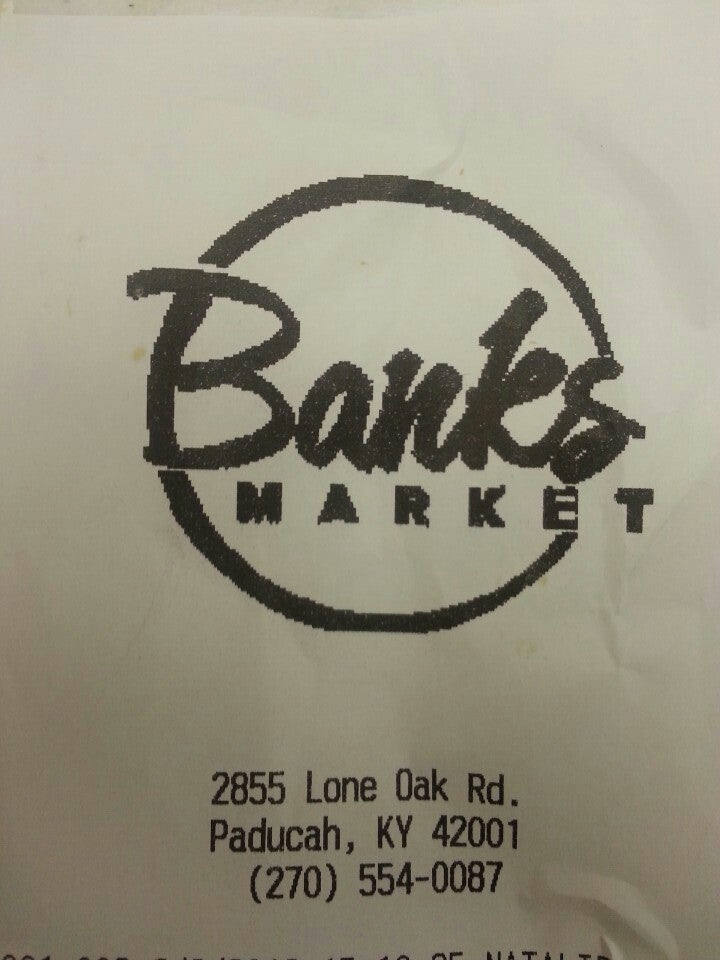 Banks
MARKET
2855 Lone Oak Rd.
Paducah, KY 42001
(270) 554-0087